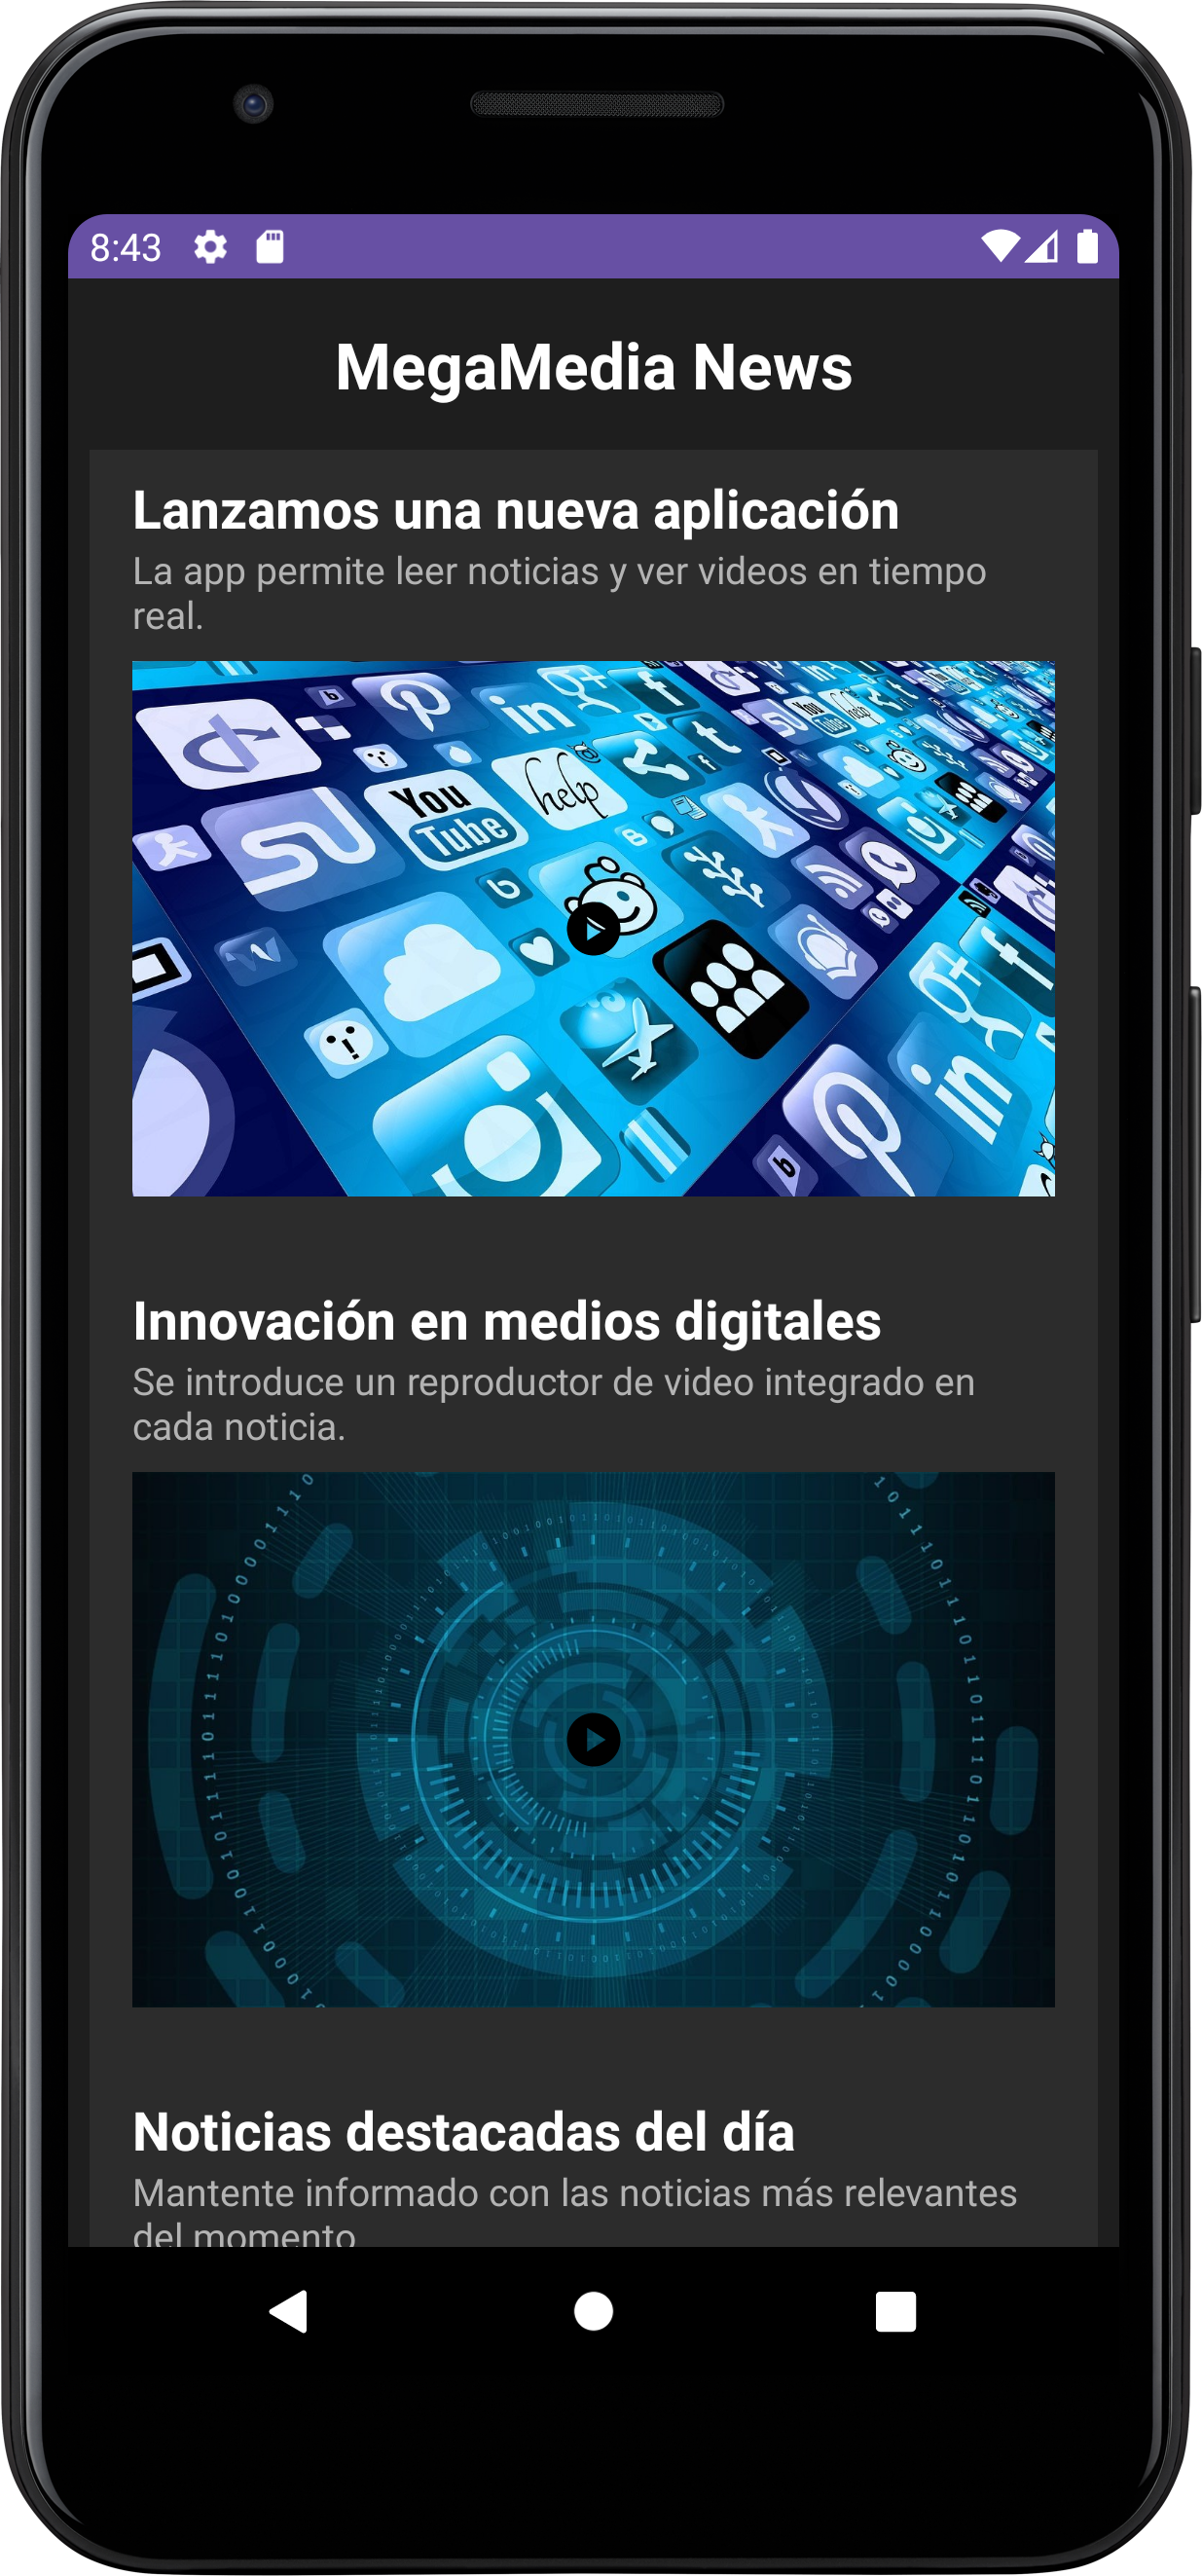 8:43
MegaMedia News
Lanzamos una nueva aplicación
La app permite leer noticias y ver videos en tiempo
real.
You
Tube
help
in
Innovación en medios digitales
Se introduce un reproductor de video integrado en
cada noticia.
Noticias destacadas del día
Mantente informado con las noticias más relevantes
del momento